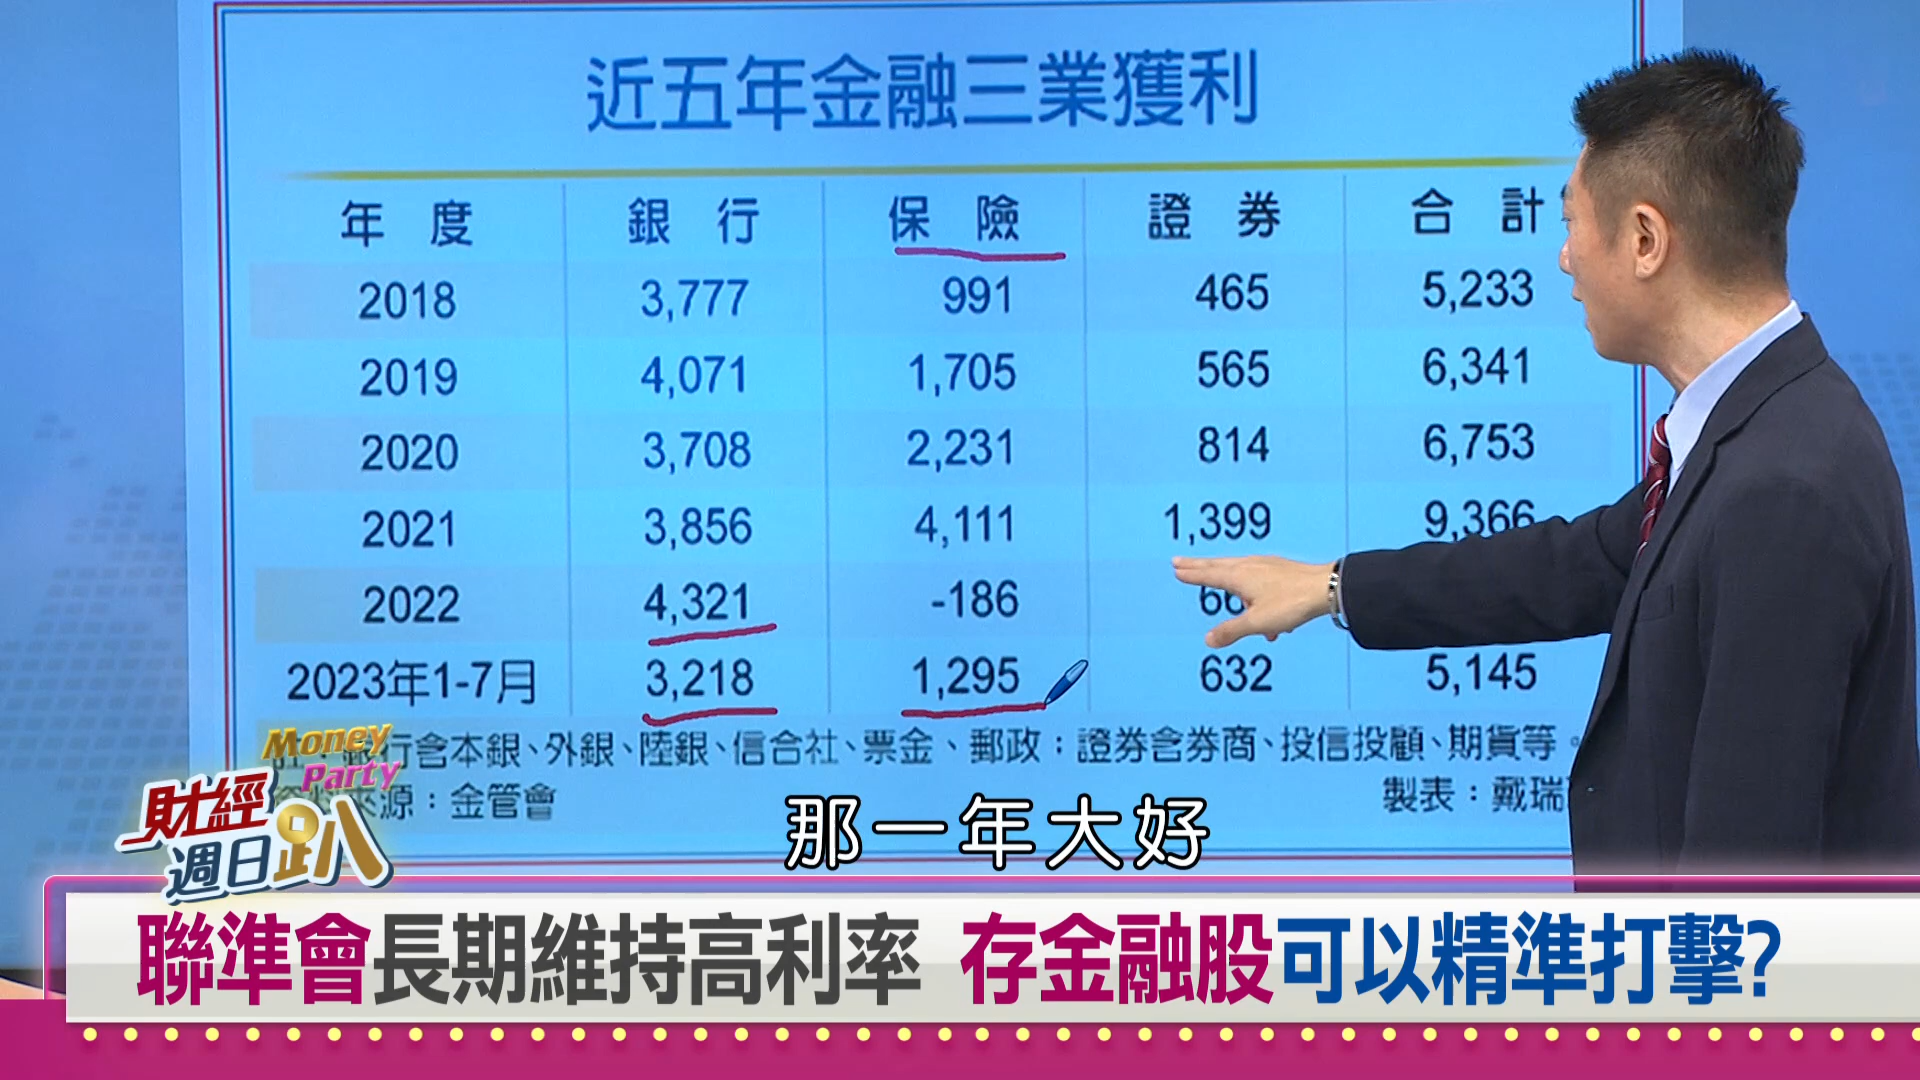 近五年金融三業獲利
年度 銀行 保險 證券 合計
2018 3,777 991 465 5,233
2019 4,071 1,705 565 6,341
2020 3,708 2,231 814 6,753
2021 3,856 4,111 1,399 9,366
2022 4,321 -186
2023年1-7月 3,218 1,295 632 5,145
行含本銀、外銀、陸銀、信合社、票金、郵政；證券含券商、投信投顧、期貨等。
來源：金管會 製表：戴瑞
Money Party
財經週日趴
那一年大好
聯準會長期維持高利率 存金融股可以精準打擊?